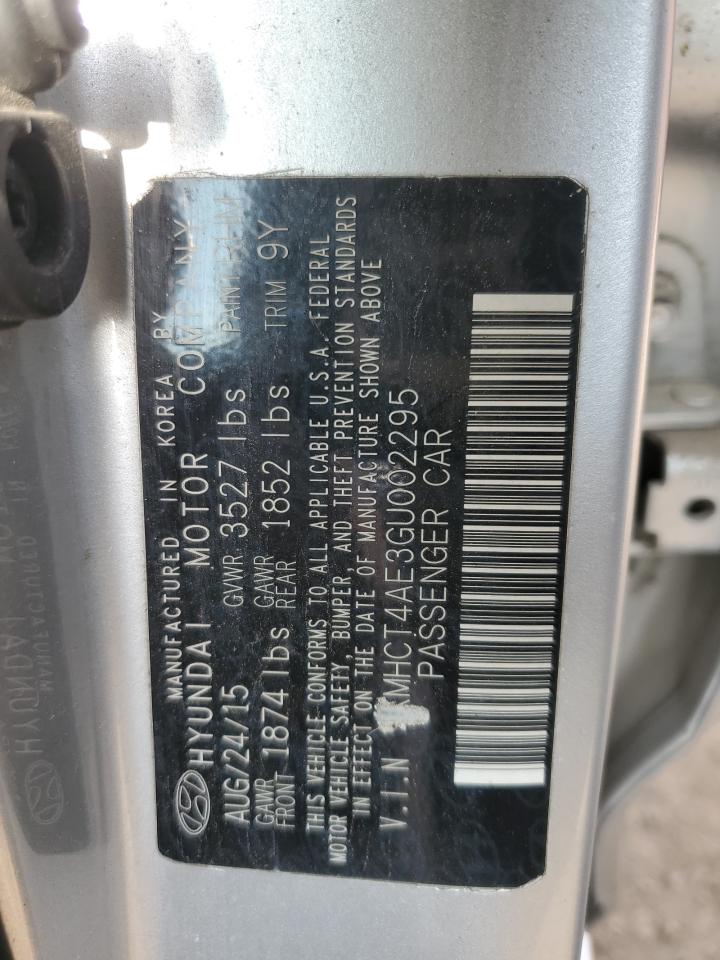 MANUFACTURED IN KOREA BY
HYUNDAI MOTOR COMPANY
AUG/24/15 GVWR 3527 lbs PAINT
GAWR FRONT 1874 lbs GAWR REAR 1852 lbs TRIM 9Y
THIS VEHICLE CONFORMS TO ALL APPLICABLE U.S.A. FEDERAL
MOTOR VEHICLE SAFETY, BUMPER, AND THEFT PREVENTION STANDARDS
IN EFFECT ON THE DATE OF MANUFACTURE SHOWN ABOVE
V.I.N KMHCT4AE3GU002295
PASSENGER CAR